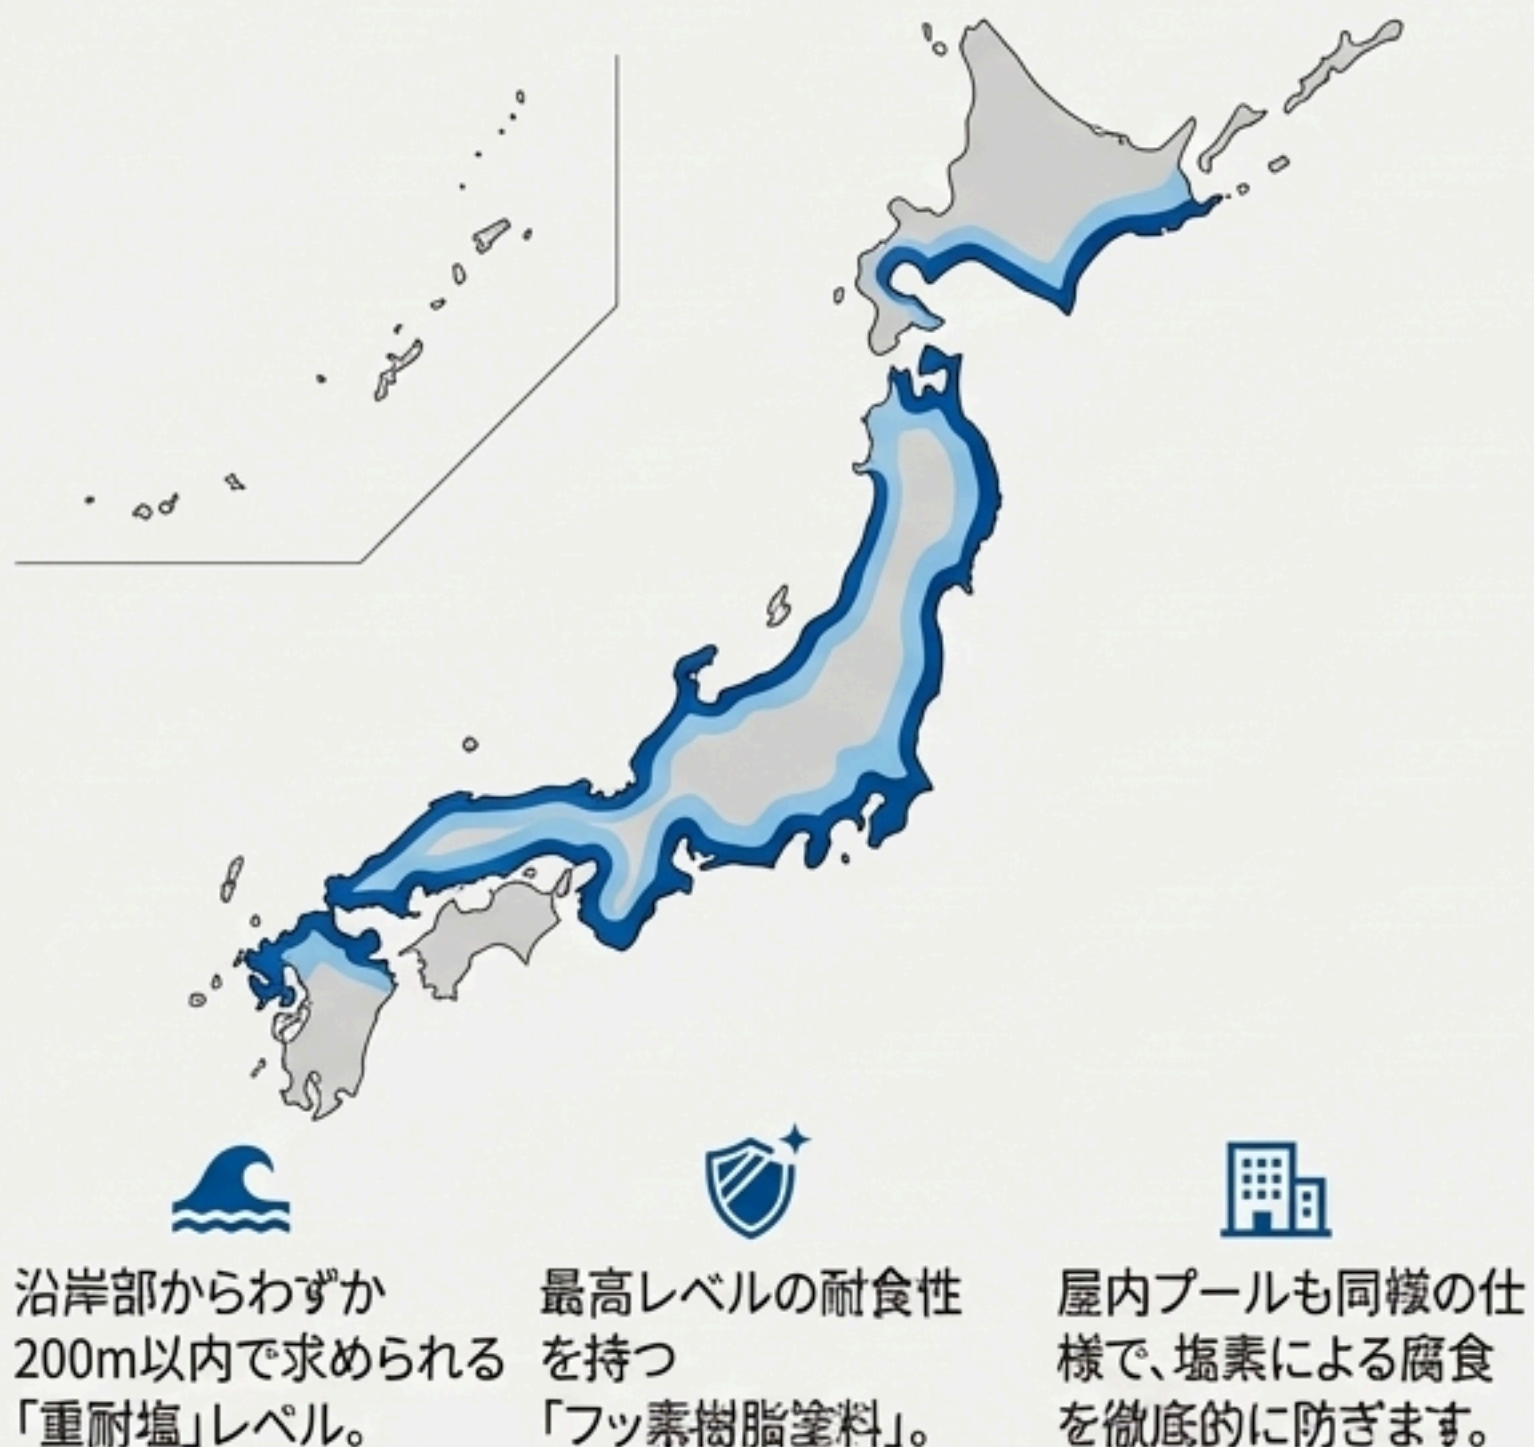 沿岸部からわずか
200m以内で求められる
「重耐塩」レベル。
最高レベルの耐食性
を持つ
「フッ素樹脂塗料」。
屋内プールも同様の仕
様で、塩素による腐食
を徹底的に防ぎます。